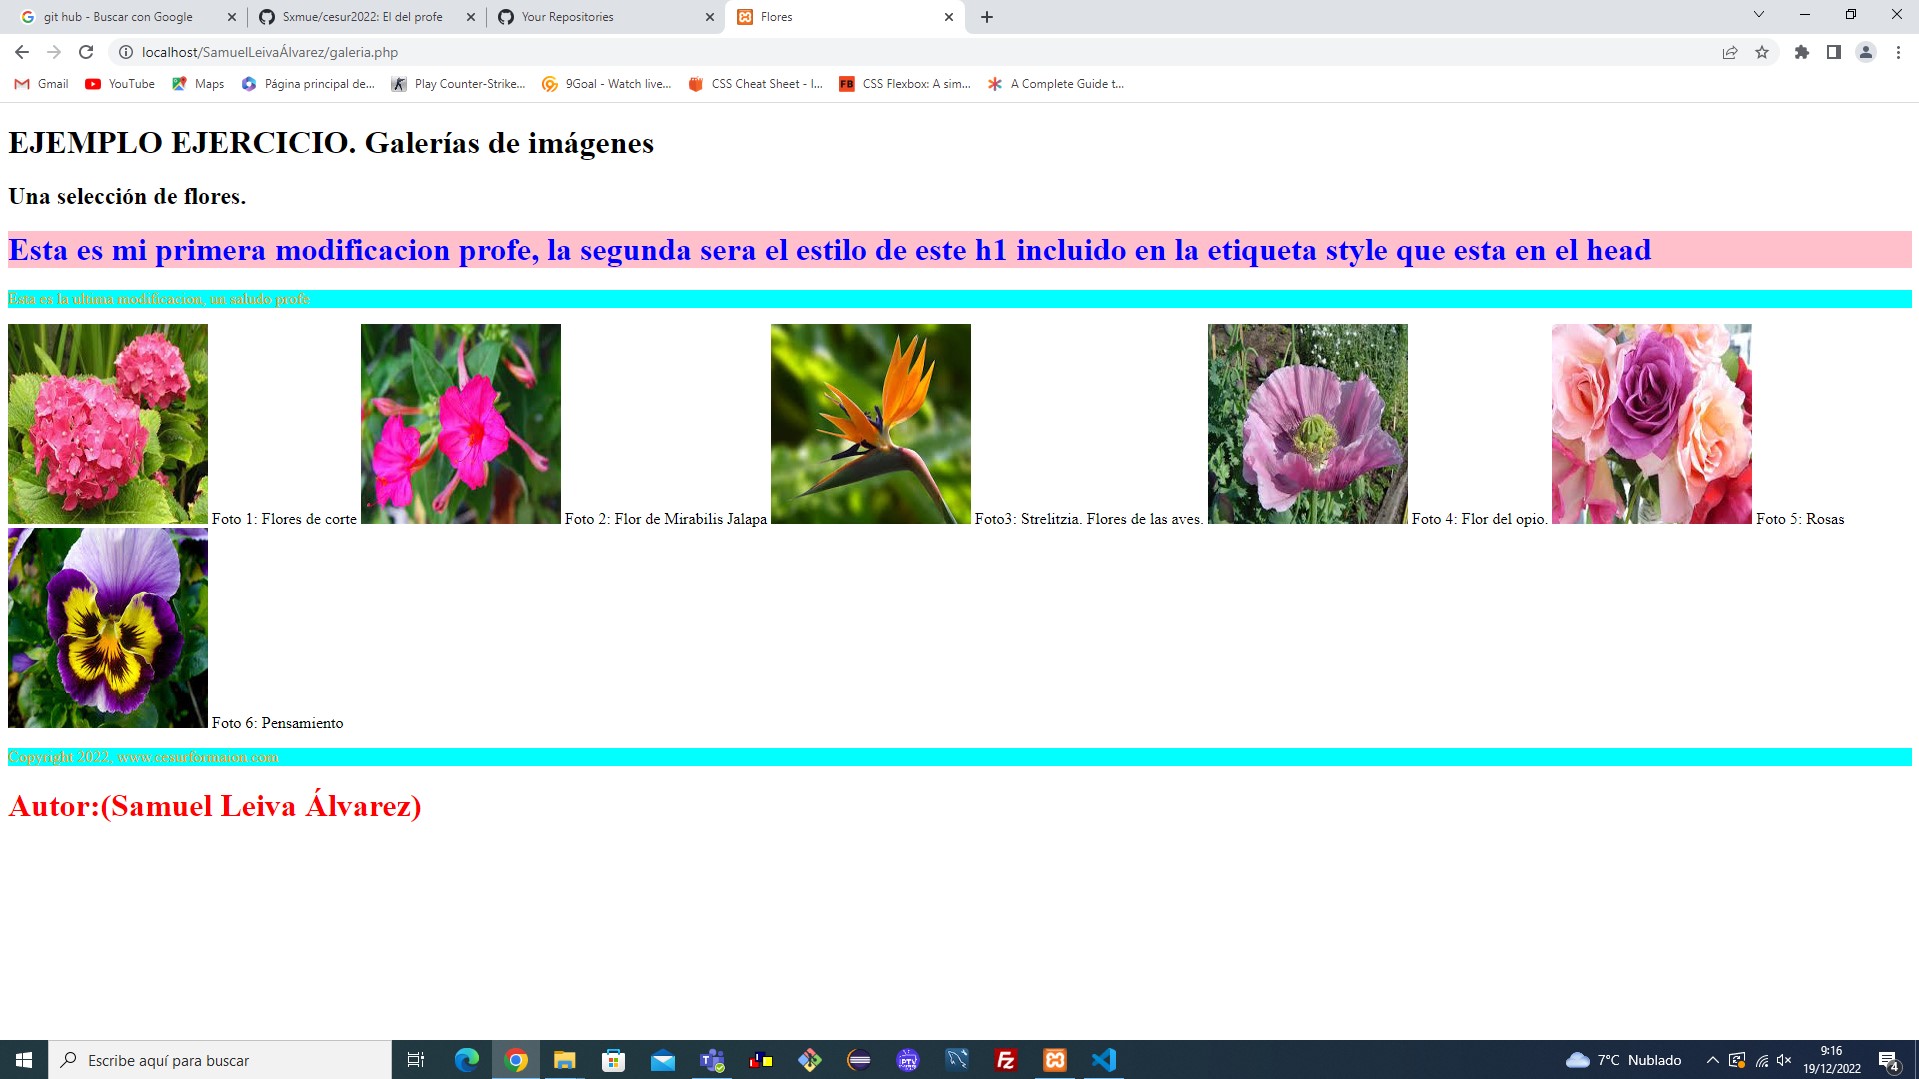 git hub - Buscar con Google
Sxmue/cesur2022: El del profe
Your Repositories
Flores
localhost/SamuelLeivaÁlvarez/galeria.php
Gmail
YouTube
Maps
Página principal de...
Play Counter-Strike...
9Goal - Watch live...
CSS Cheat Sheet - I...
FB
CSS Flexbox: A sim...
A Complete Guide t...
EJEMPLO EJERCICIO. Galerías de imágenes
Una selección de flores.
Esta es mi primera modificacion profe, la segunda sera el estilo de este h1 incluido en la etiqueta style que esta en el head
Esta es la ultima modificacion, un saludo profe
Foto 1: Flores de corte
Foto 2: Flor de Mirabilis Jalapa
Foto3: Strelitzia. Flores de las aves.
Foto 4: Flor del opio.
Foto 5: Rosas
Foto 6: Pensamiento
Copyright 2022, www.cesurformaion.com
Autor:(Samuel Leiva Álvarez)
Escribe aquí para buscar
IPTV
Fz
7°C Nublado
9:16
19/12/2022
4